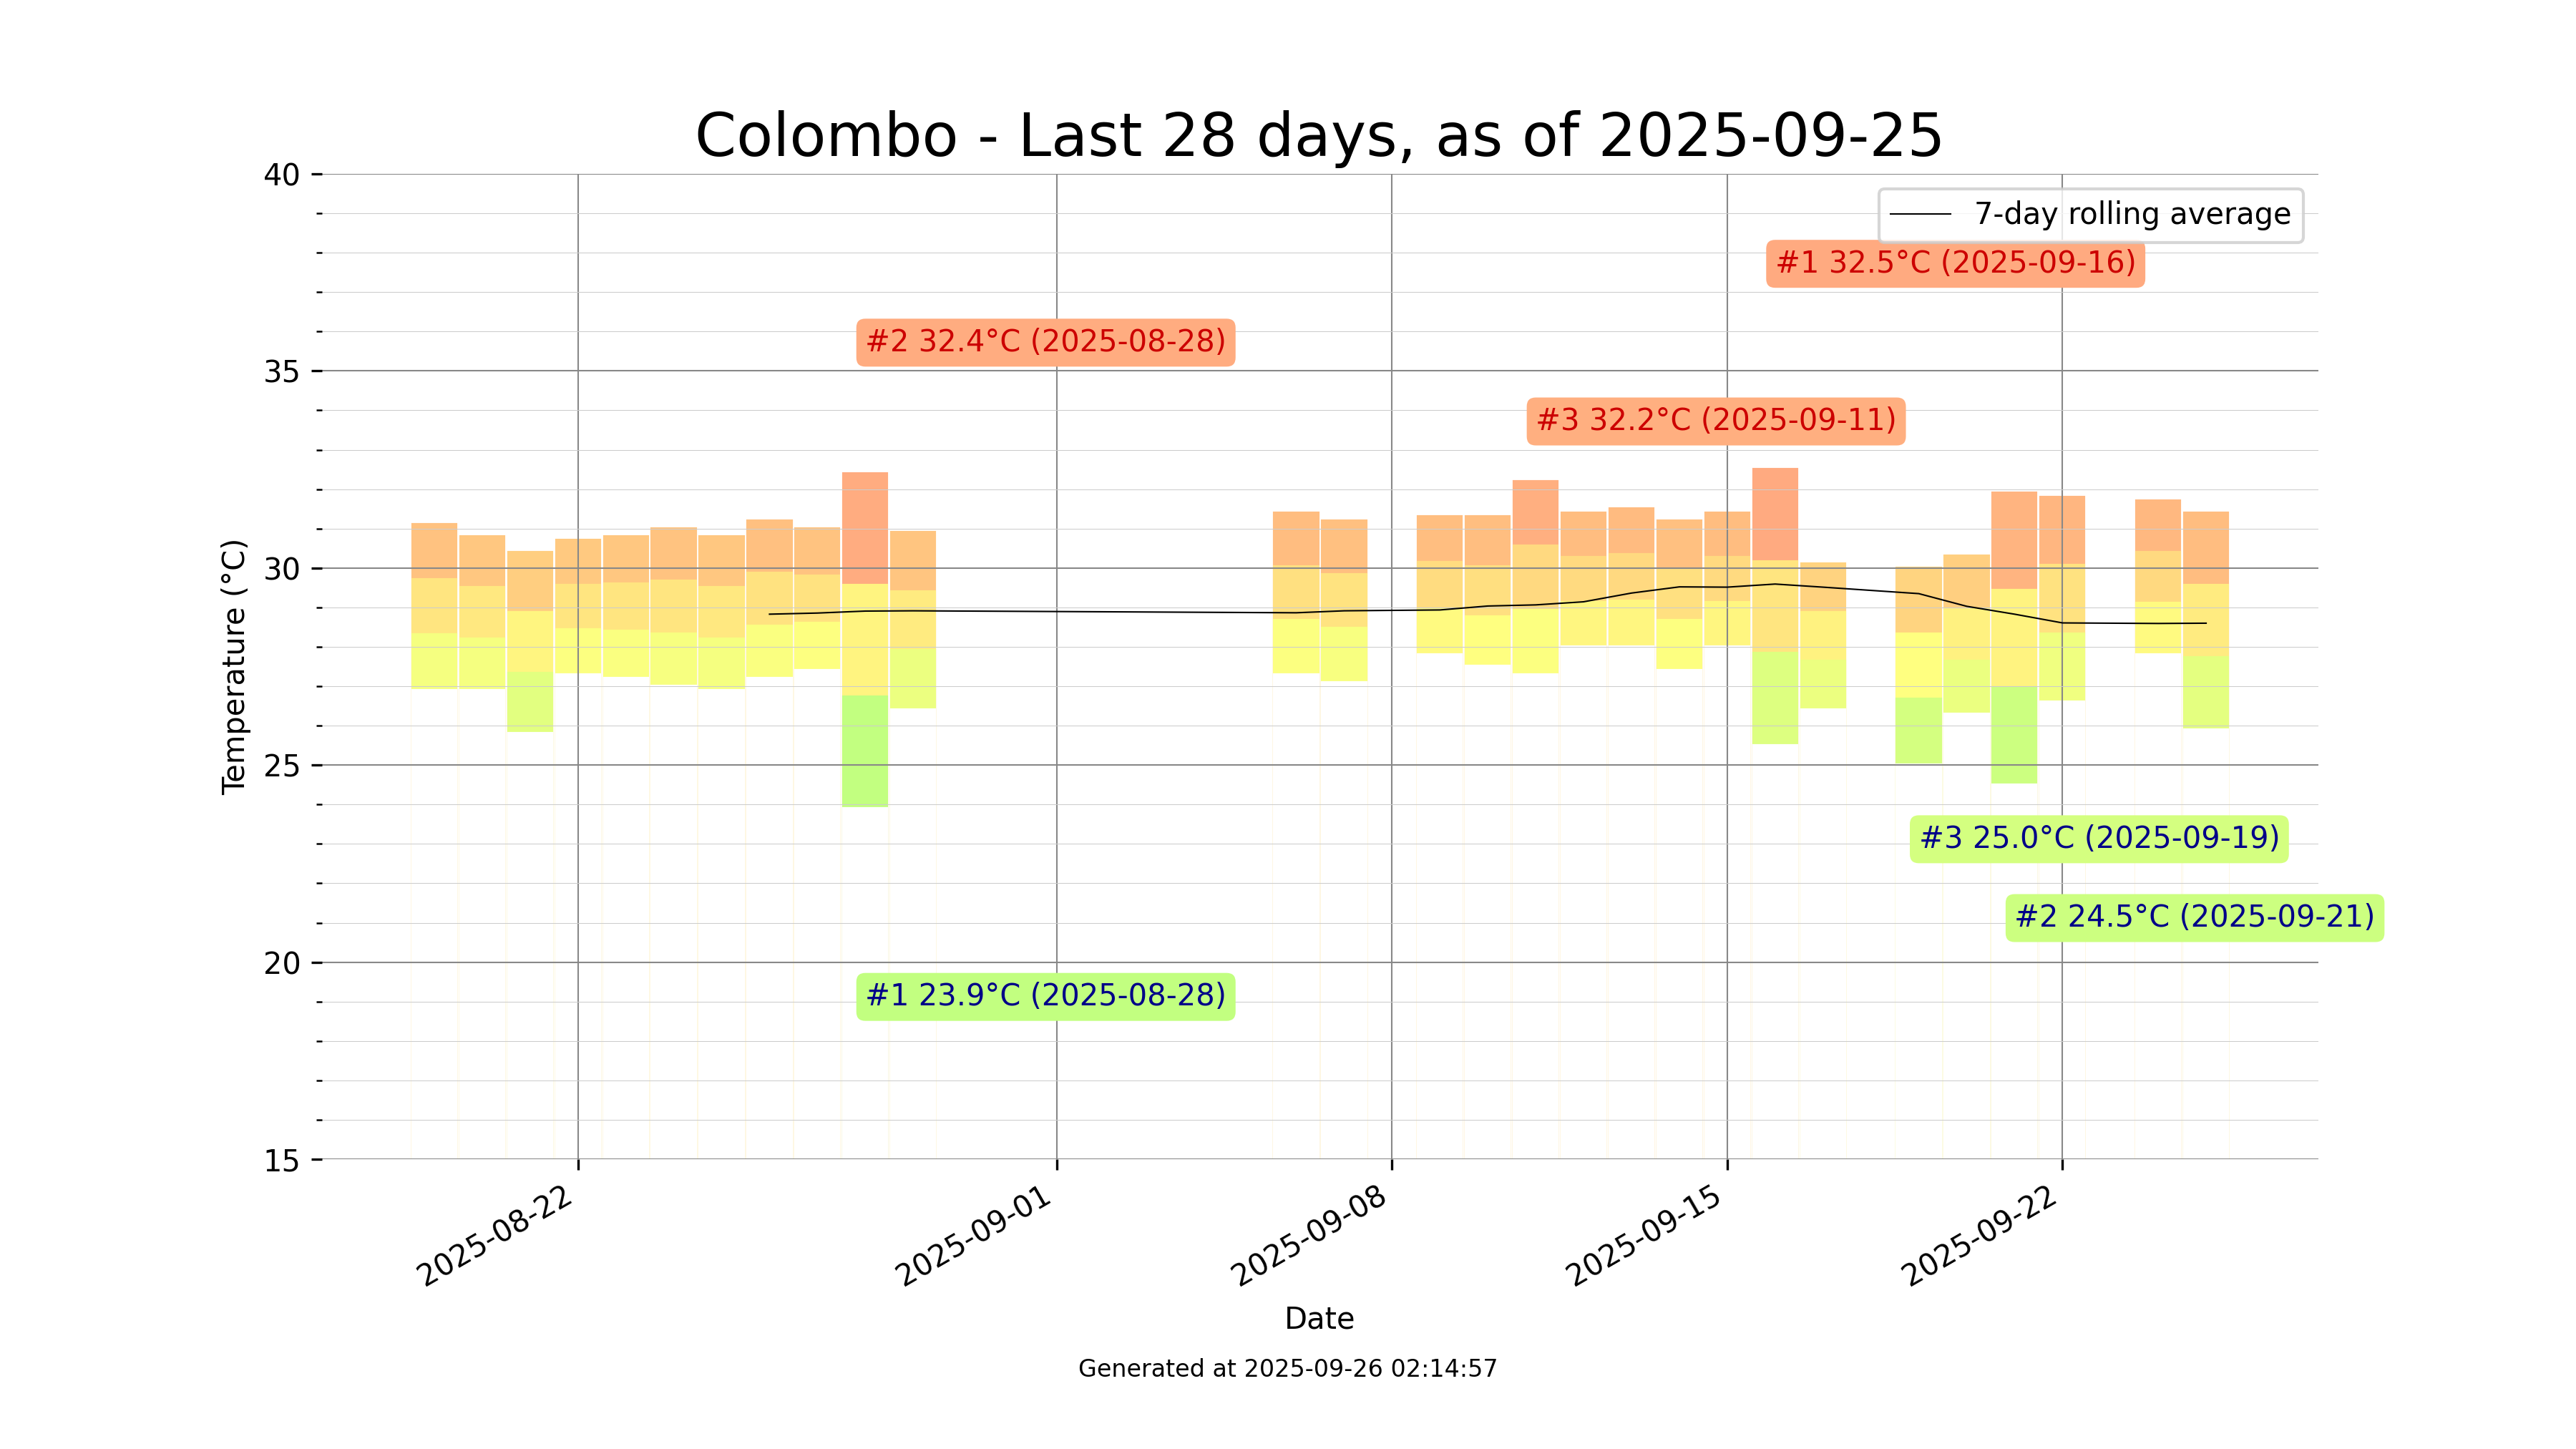 Colombo - Last 28 days, as of 2025-09-25
40
35
30
25
20
15
Temperature (°C)
7-day rolling average
#1 32.5°C (2025-09-16)
#2 32.4°C (2025-08-28)
#3 32.2°C (2025-09-11)
#3 25.0°C (2025-09-19)
#2 24.5°C (2025-09-21)
#1 23.9°C (2025-08-28)
2025-08-22
2025-09-01
2025-09-08
2025-09-15
2025-09-22
Date
Generated at 2025-09-26 02:14:57